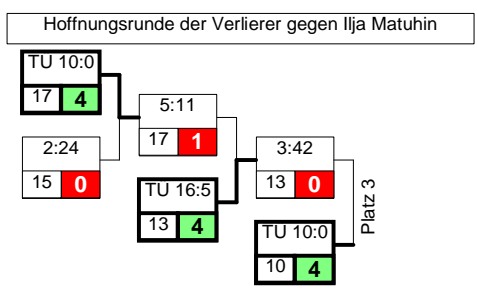 Hoffnungsrunde der Verlierer gegen Ilja Matuhin
TU 10:0
17 4
5:11
17 1
2:24
15 0
3:42
13 0
TU 16:5
13 4
Platz 3
TU 10:0
10 4